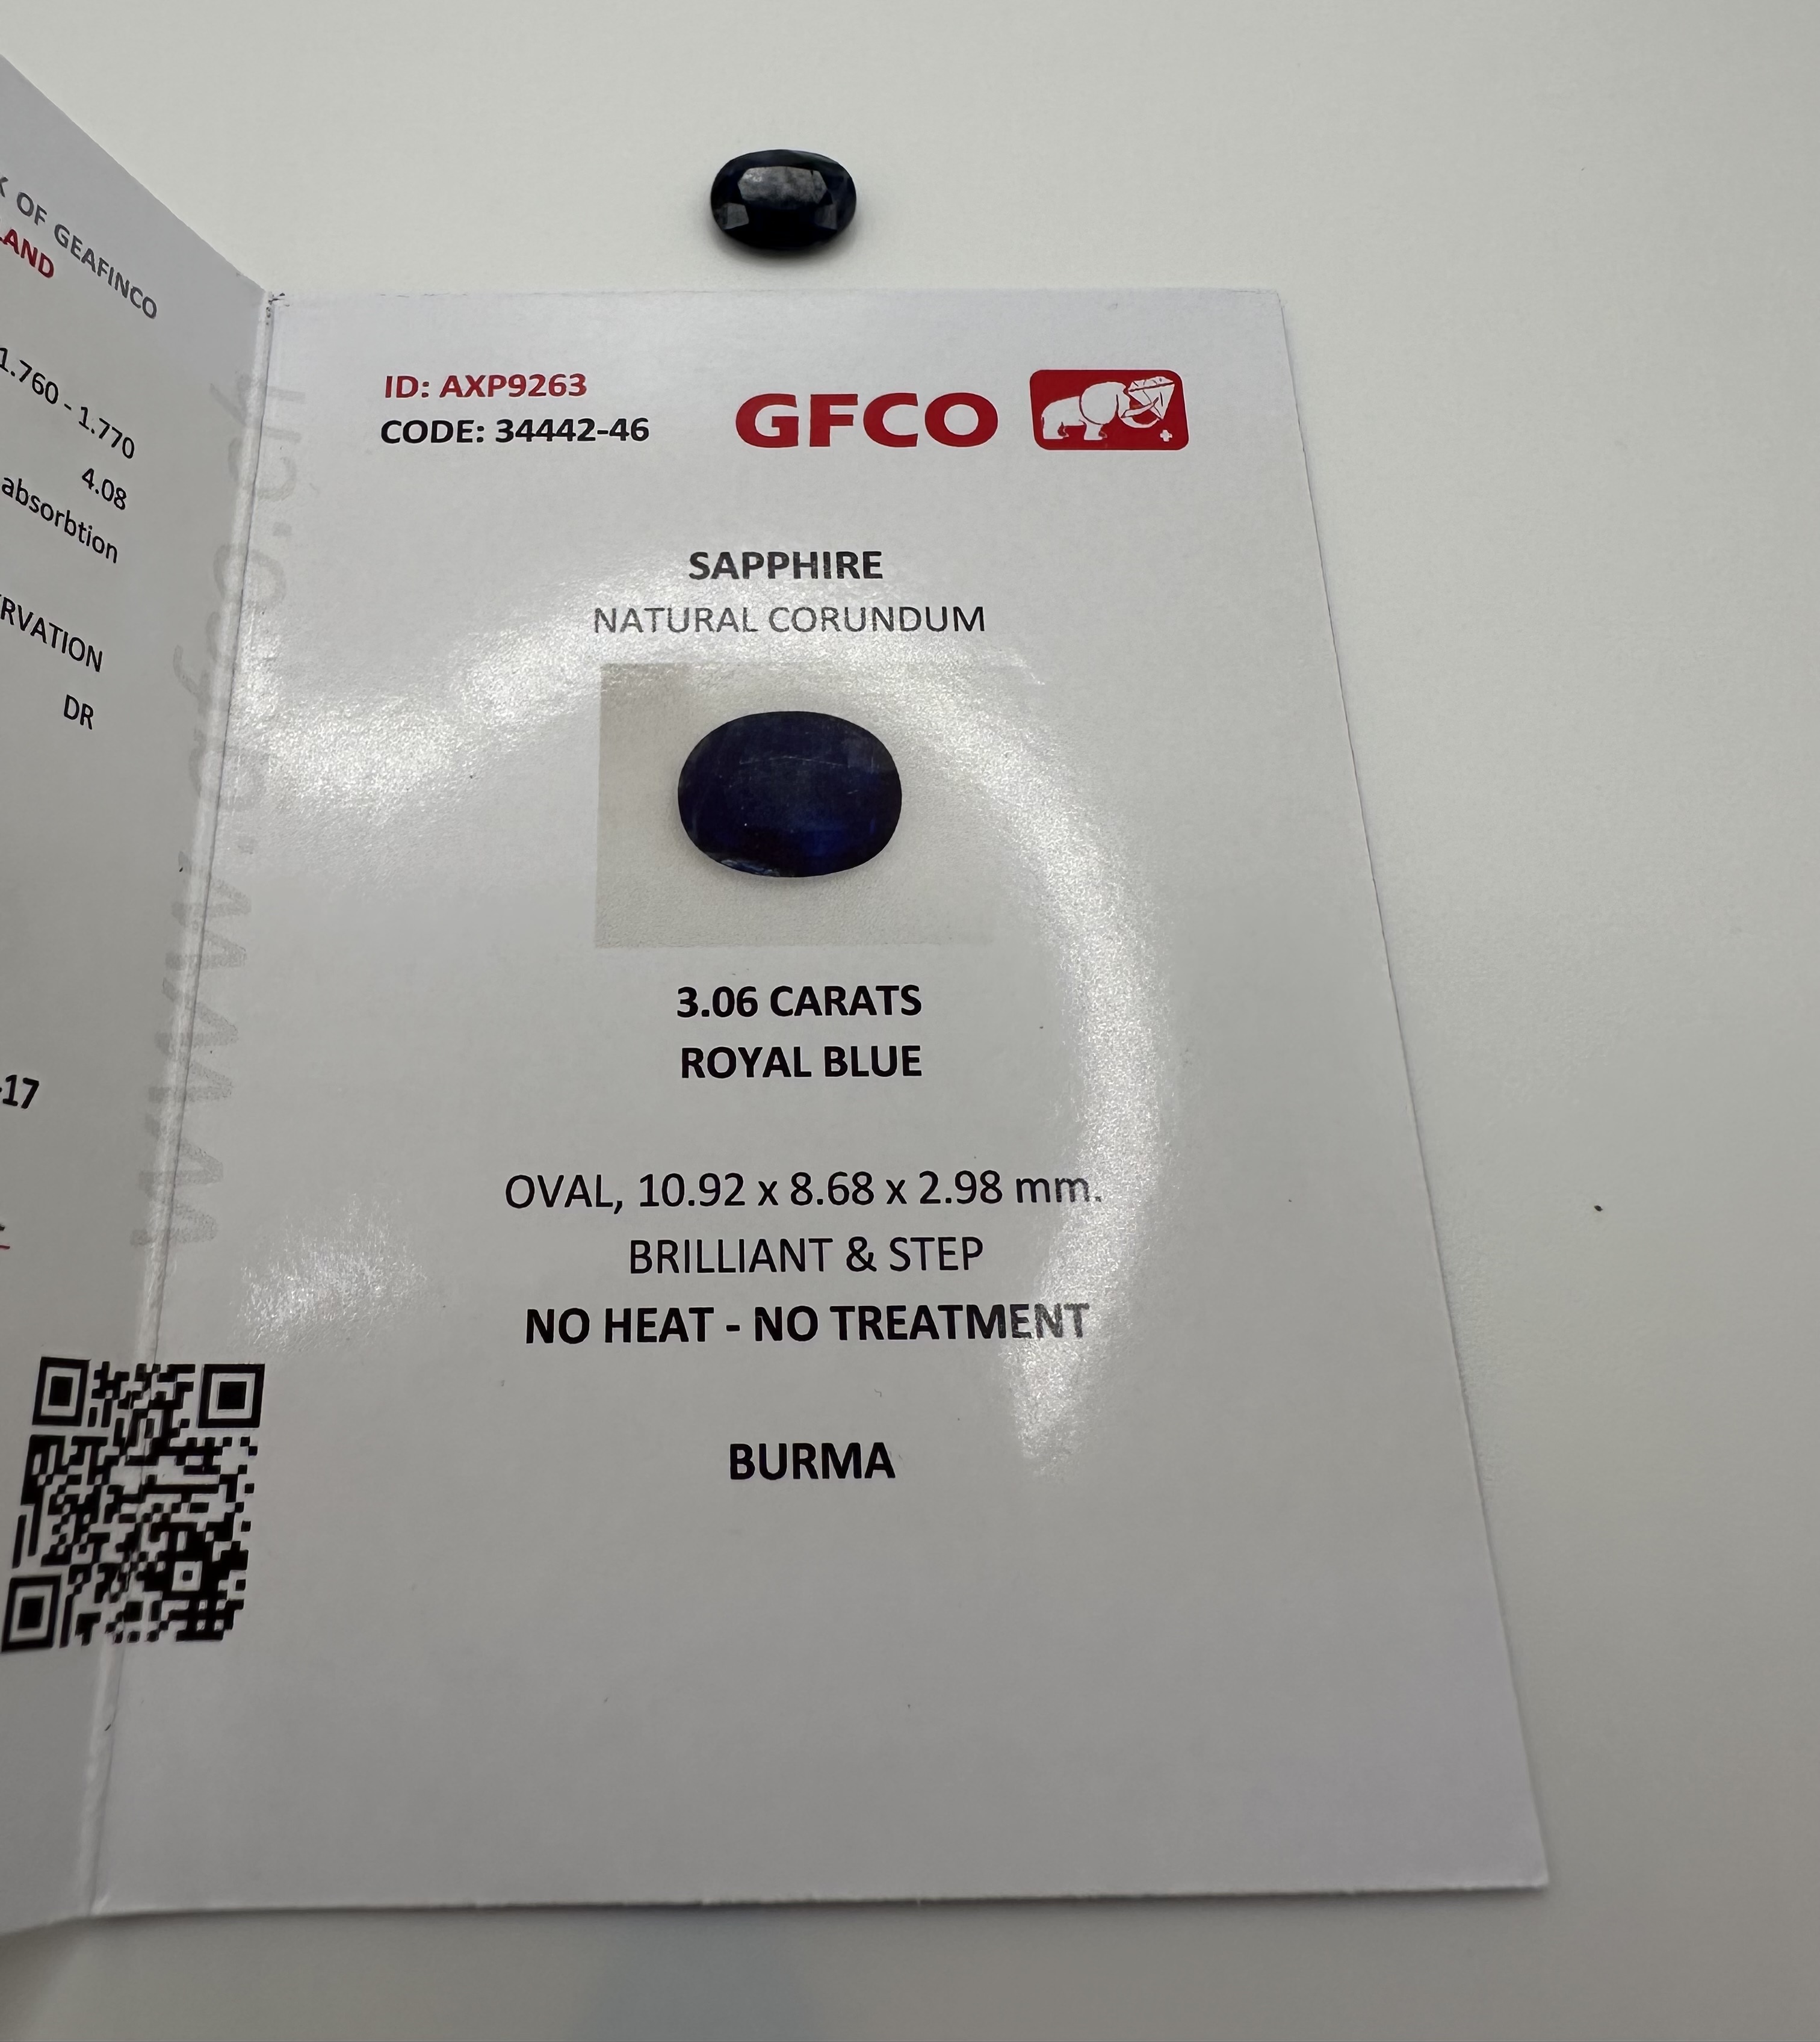 OF GEAFINCO
LAND
1.760 - 1.770
4.08
absorbtion
RVATION
DR
-17
ID: AXP9263
CODE: 34442-46
GFCO
SAPPHIRE
NATURAL CORUNDUM
3.06 CARATS
ROYAL BLUE
OVAL, 10.92 x 8.68 x 2.98 mm.
BRILLIANT & STEP
NO HEAT - NO TREATMENT
BURMA